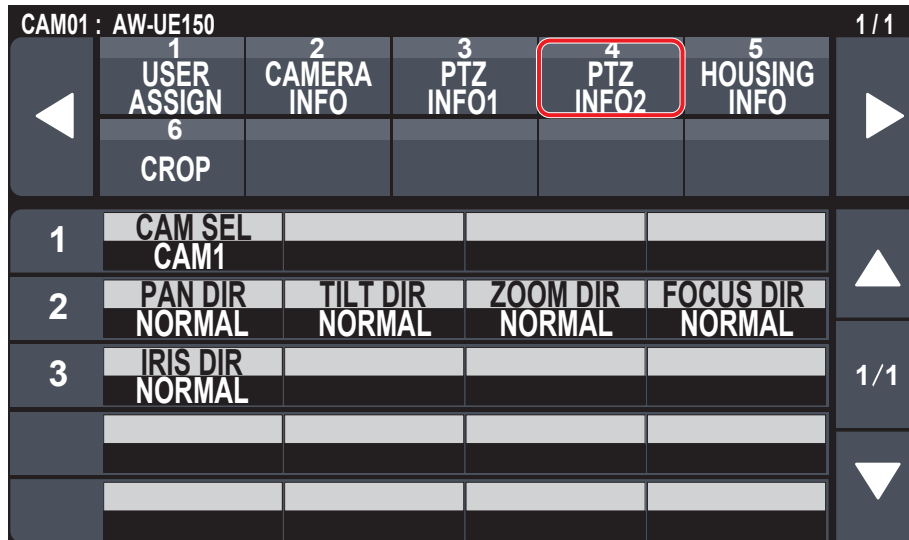 CAM01 : AW-UE150 1 / 1
1 2 3 4 5
USER ASSIGN CAMERA INFO PTZ INFO1 PTZ INFO2 HOUSING INFO
6
CROP
1 CAM SEL
CAM1
2 PAN DIR TILT DIR ZOOM DIR FOCUS DIR
NORMAL NORMAL NORMAL NORMAL
3 IRIS DIR 1/1
NORMAL